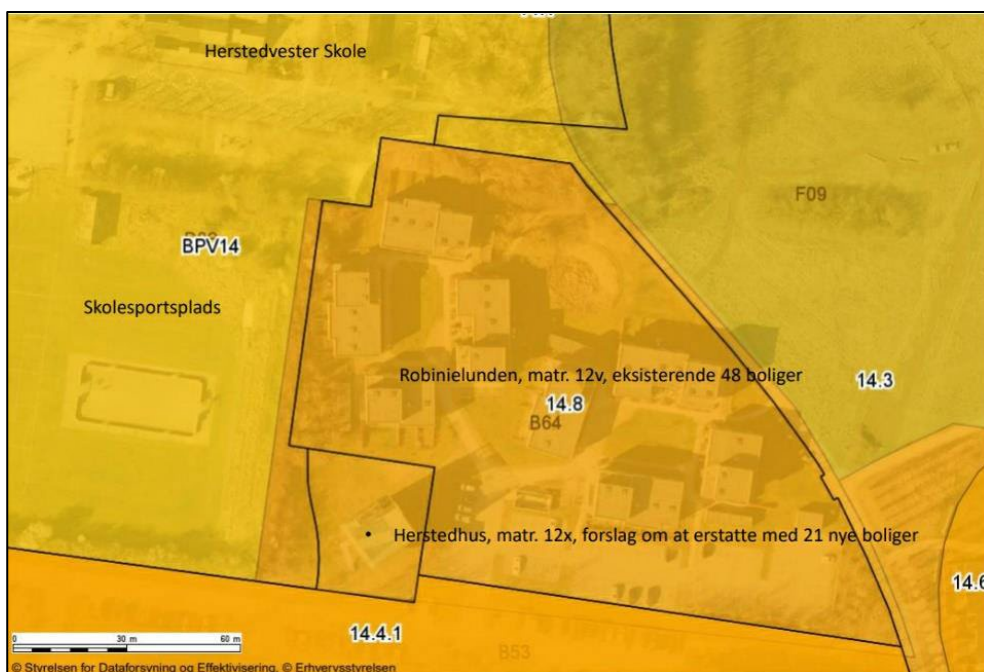 Herstedvester Skole
F09
BPV14
Skolesportsplads
Robinielunden, matr. 12v, eksisterende 48 boliger
14.3
14.8
B64
• Herstedhus, matr. 12x, forslag om at erstatte med 21 nye boliger
14.6
0 30 m 60 m
14.4.1
B53
© Styrelsen for Dataforsyning og Effektivisering, © Erhvervsstyrelsen